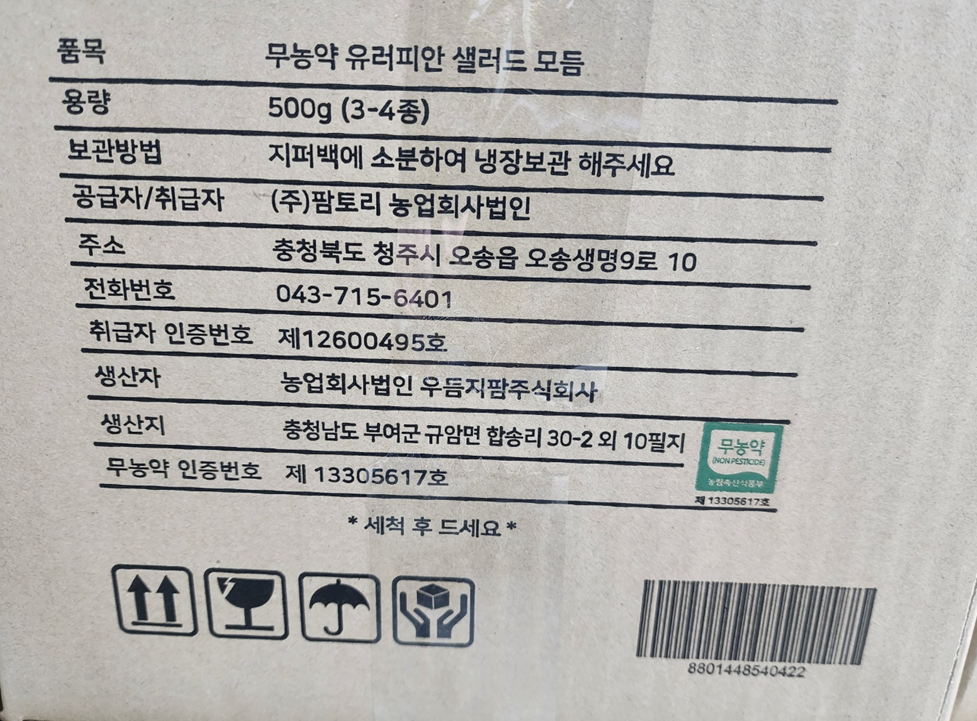 품목 무농약 유러피안 샐러드 모듬
용량 500g (3-4종)
보관방법 지퍼백에 소분하여 냉장보관 해주세요
공급자/취급자 (주)팜토리 농업회사법인
주소 충청북도 청주시 오송읍 오송생명9로 10
전화번호 043-715-6401
취급자 인증번호 제12600495호
생산자 농업회사법인 우듬지팜주식회사
생산지 충청남도 부여군 규암면 합송리 30-2 외 10필지
무농약
(NON PESTICIDE)
농림축산식품부
무농약 인증번호 제 13305617호
제 13305617호
* 세척 후 드세요 *
8801448540422